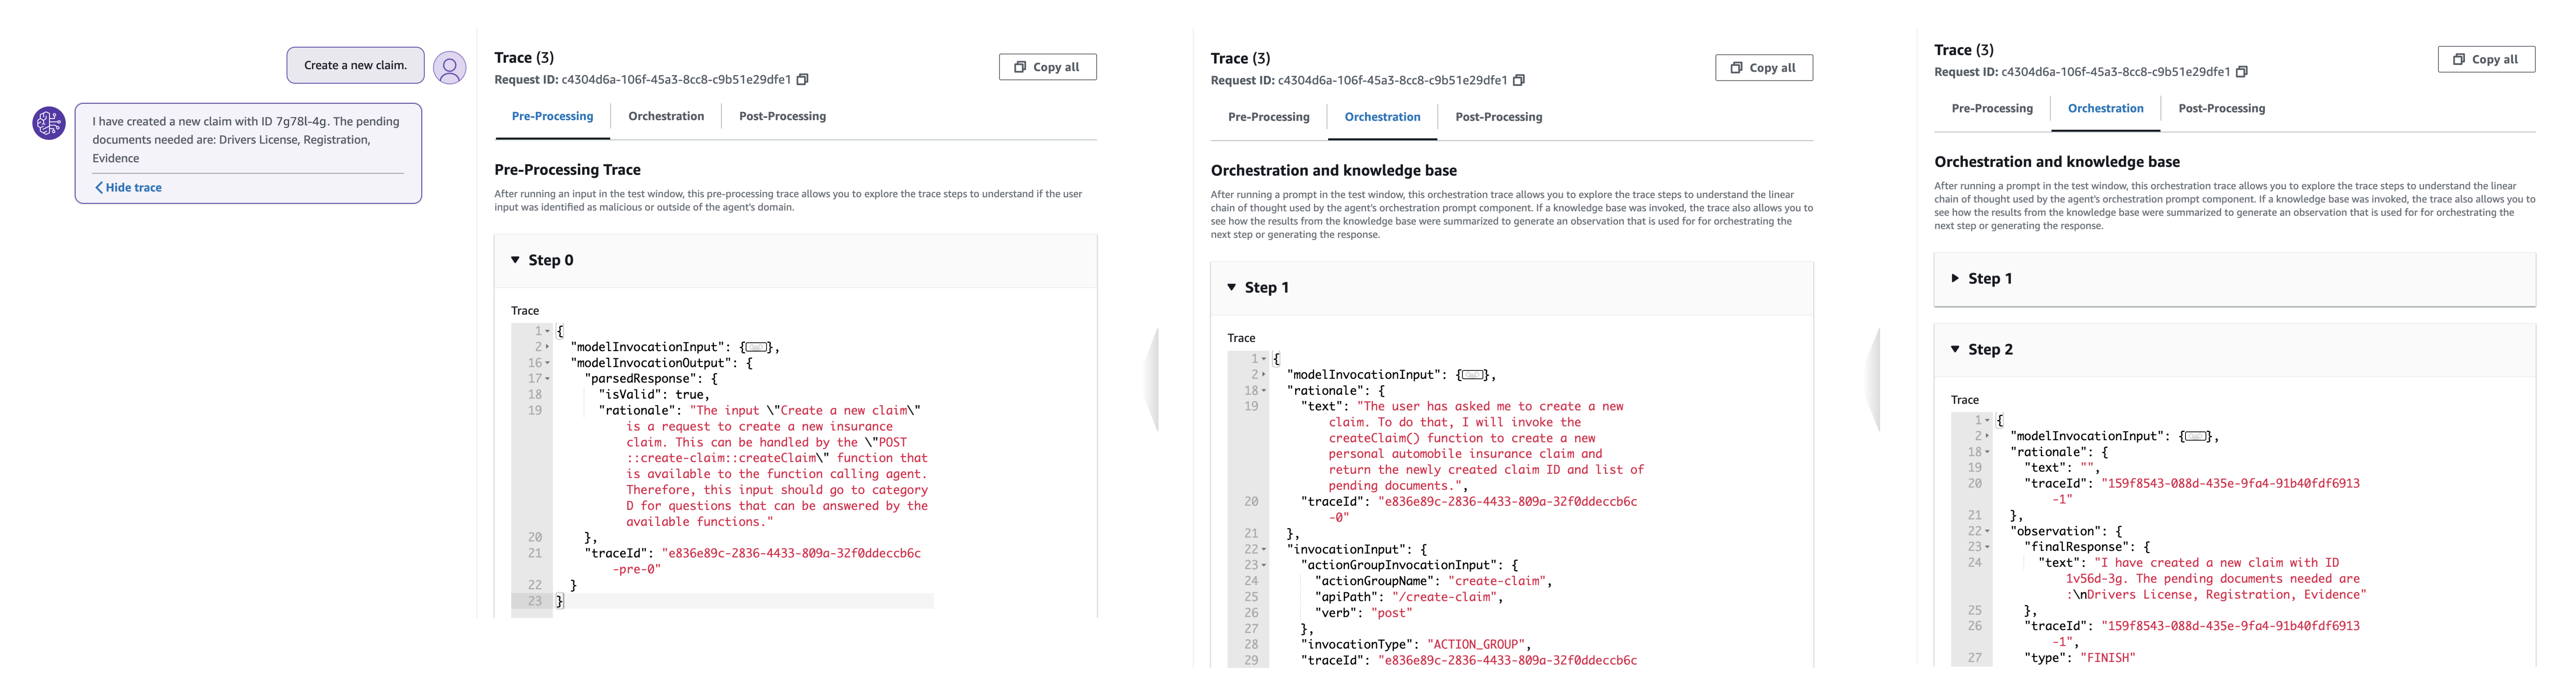 Create a new claim.
I have created a new claim with ID 7g78l-4g. The pending
documents needed are: Drivers License, Registration,
Evidence
Hide trace
Trace (3)
Copy all
Request ID: c4304d6a-106f-45a3-8cc8-c9b51e29dfe1
Pre-Processing
Orchestration
Post-Processing
Pre-Processing Trace
After running an input in the test window, this pre-processing trace allows you to explore the trace steps to understand if the user
input was identified as malicious or outside of the agent's domain.
Step 0
Trace
1 {
2 "modelInvocationInput": {
},
16 "modelInvocationOutput": {
17 "parsedResponse": {
18 "isValid": true,
19 "rationale": "The input \"Create a new claim\"
is a request to create a new insurance
claim. This can be handled by the \"POST
::create-claim::createClaim\" function that
is available to the function calling agent.
Therefore, this input should go to category
D for questions that can be answered by the
available functions."
20 },
21 "traceId": "e836e89c-2836-4433-809a-32f0ddeccb6c
-pre-0"
22 }
23 }
Trace (3)
Copy all
Request ID: c4304d6a-106f-45a3-8cc8-c9b51e29dfe1
Pre-Processing
Orchestration
Post-Processing
Orchestration and knowledge base
After running a prompt in the test window, this orchestration trace allows you to explore the trace steps to understand the linear
chain of thought used by the agent's orchestration prompt component. If a knowledge base was invoked, the trace also allows you to
see how the results from the knowledge base were summarized to generate an observation that is used for for orchestrating the
next step or generating the response.
Step 1
Trace
1 {
2 "modelInvocationInput": {
},
18 "rationale": {
19 "text": "The user has asked me to create a new
claim. To do that, I will invoke the
createClaim() function to create a new
personal automobile insurance claim and
return the newly created claim ID and list of
pending documents.",
20 "traceId": "e836e89c-2836-4433-809a-32f0ddeccb6c
-0"
21 },
22 "invocationInput": {
23 "actionGroupInvocationInput": {
24 "actionGroupName": "create-claim",
25 "apiPath": "/create-claim",
26 "verb": "post"
27 },
28 "invocationType": "ACTION_GROUP",
29 "traceId": "e836e89c-2836-4433-809a-32f0ddeccb6c
Trace (3)
Copy all
Request ID: c4304d6a-106f-45a3-8cc8-c9b51e29dfe1
Pre-Processing
Orchestration
Post-Processing
Orchestration and knowledge base
After running a prompt in the test window, this orchestration trace allows you to explore the trace steps to understand the linear
chain of thought used by the agent's orchestration prompt component. If a knowledge base was invoked, the trace also allows you to
see how the results from the knowledge base were summarized to generate an observation that is used for for orchestrating the
next step or generating the response.
Step 1
Step 2
Trace
1 {
2 "modelInvocationInput": {
},
18 "rationale": {
19 "text": "",
20 "traceId": "159f8543-088d-435e-9fa4-91b40fdf6913
-1"
21 },
22 "observation": {
23 "finalResponse": {
24 "text": "I have created a new claim with ID
1v56d-3g. The pending documents needed are
:\nDrivers License, Registration, Evidence"
25 },
26 "traceId": "159f8543-088d-435e-9fa4-91b40fdf6913
-1",
27 "type": "FINISH"